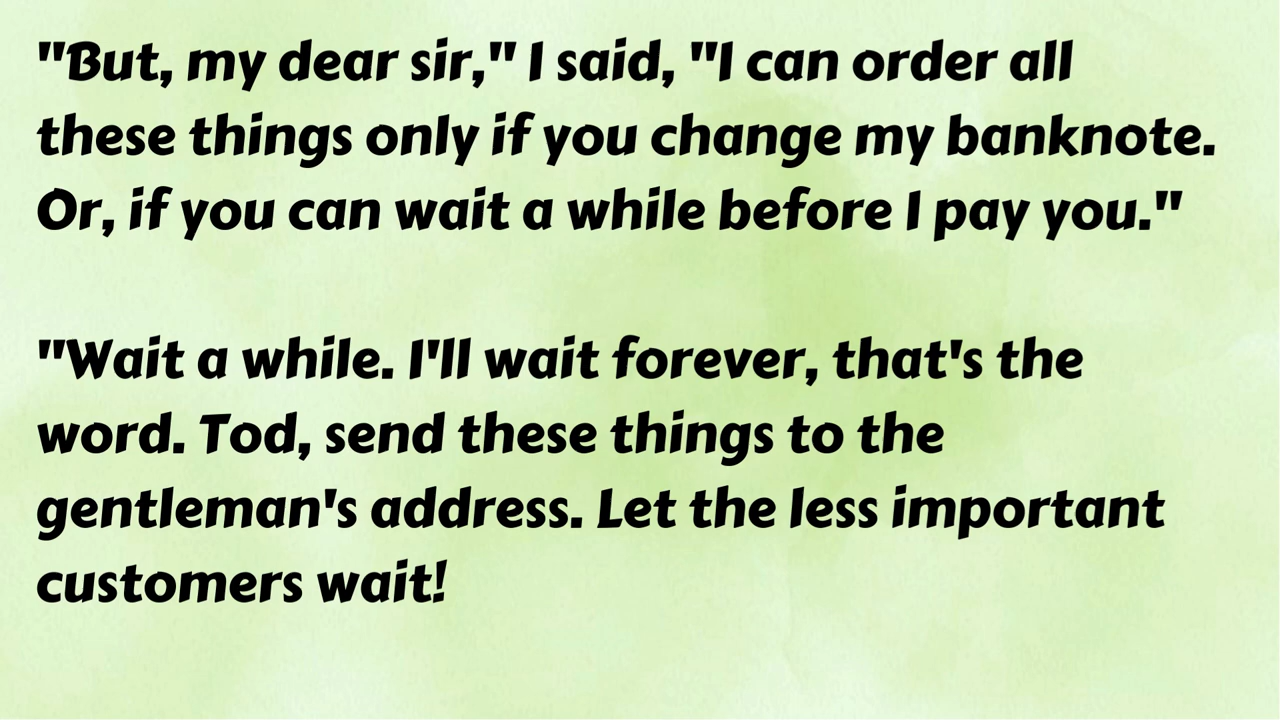 "But, my dear sir," I said, "I can order all
these things only if you change my banknote.
Or, if you can wait a while before I pay you."
"Wait a while. I'll wait forever, that's the
word. Tod, send these things to the
gentleman's address. Let the less important
customers wait!